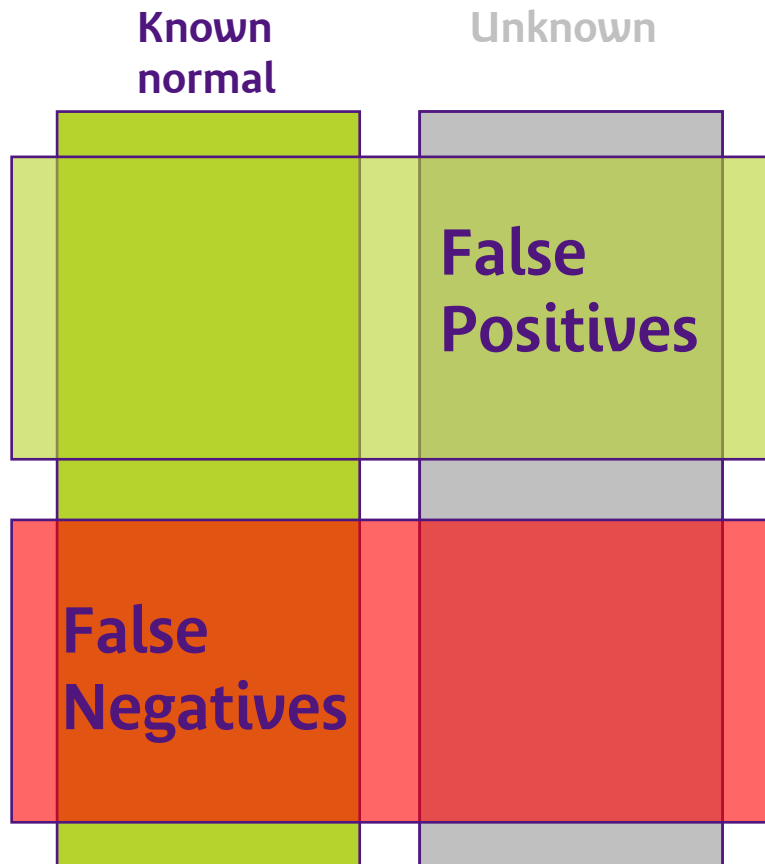 Known
normal
Unknown
False
Positives
False
Negatives